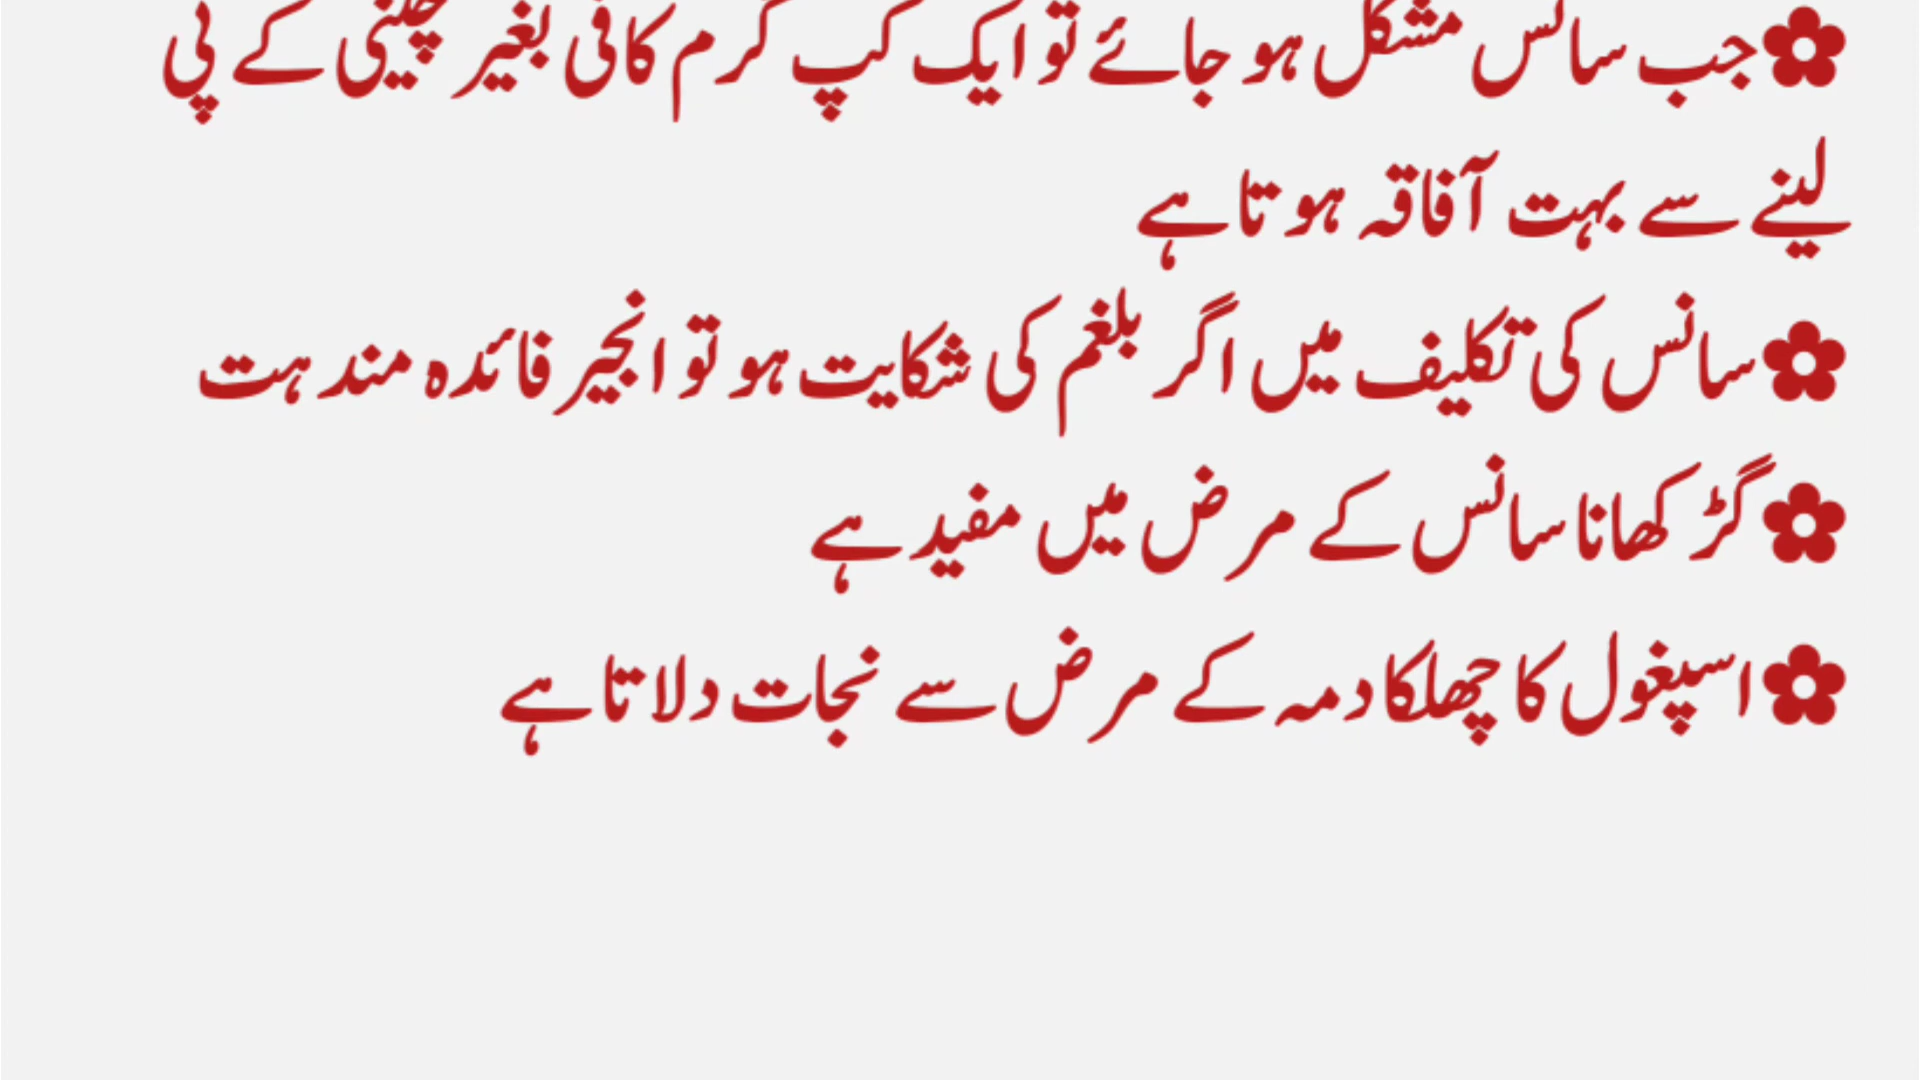 ✿جب سانس مشکل ہو جائے تو ایک کپ گرم کافی بغیر چلینی کے پی
لینے سے بہت آفاقہ ہوتا ہے
✿سانس کی تکلیف میں اگر بلغم کی شکایت ہو تو انجیر فائدہ مند ہت
✿گڑ کھانا سانس کے مرض میں مفید ہے
✿اسپغول کا چھلکا دمہ کے مرض سے نجات دلاتا ہے